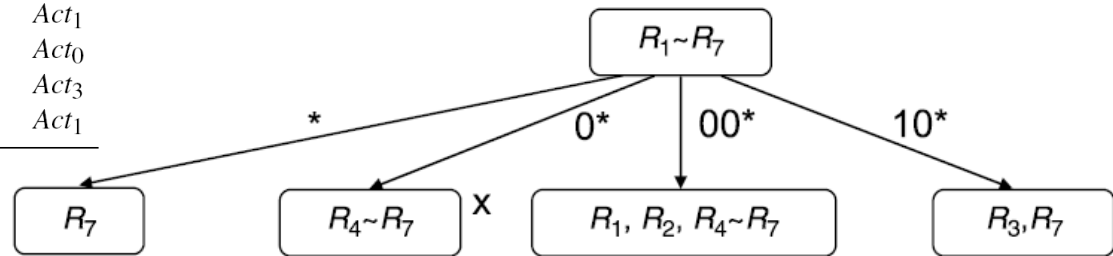 Act₁
Act₀
Act₃
Act₁
R₁~R₇
*
0*
00*
10*
R₇
R₄~R₇
x
R₁, R₂, R₄~R₇
R₃,R₇